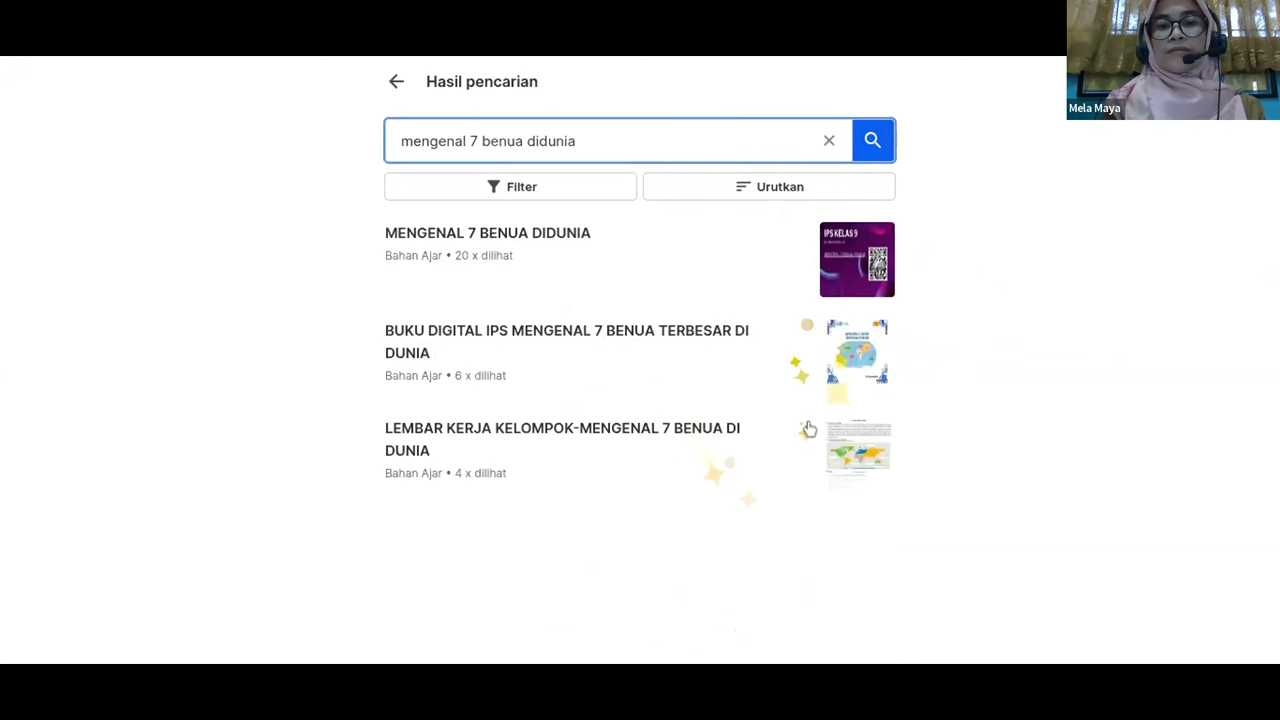 Hasil pencarian
Mela Maya
mengenal 7 benua didunia
Filter
Urutkan
MENGENAL 7 BENUA DIDUNIA
Bahan Ajar • 20 x dilihat
IPS KELAS 9
BUKU DIGITAL IPS MENGENAL 7 BENUA TERBESAR DI
DUNIA
Bahan Ajar • 6 x dilihat
LEMBAR KERJA KELOMPOK-MENGENAL 7 BENUA DI
DUNIA
Bahan Ajar • 4 x dilihat